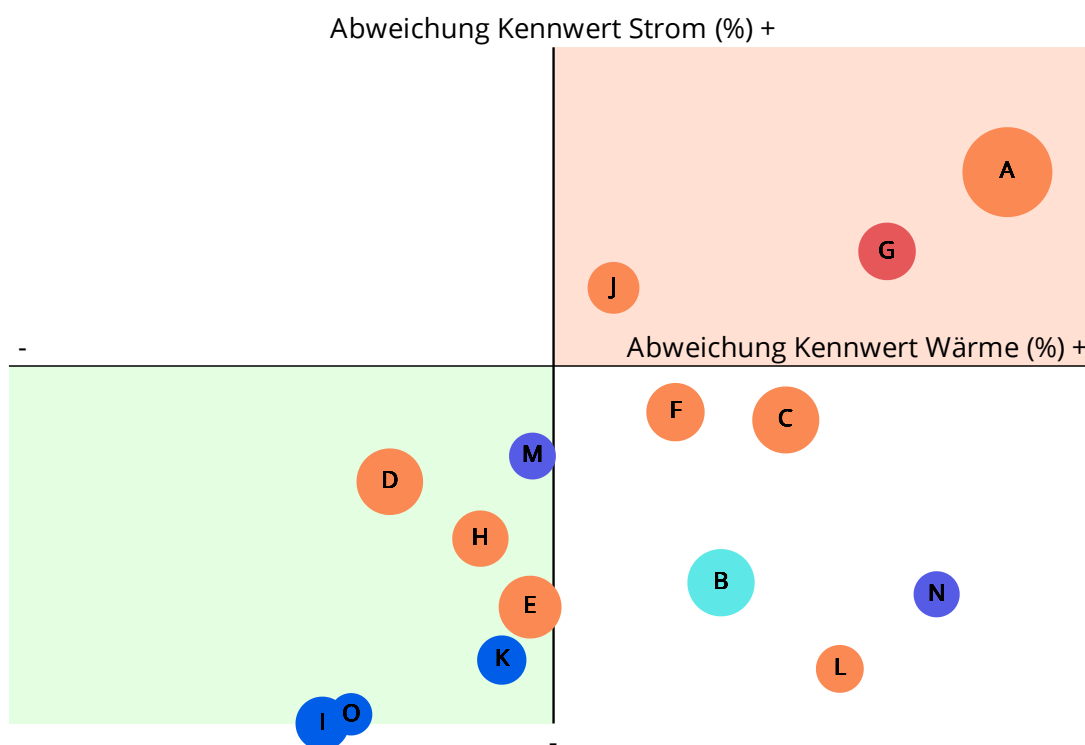 Abweichung Kennwert Strom (%) +
A
G
J
-
Abweichung Kennwert Wärme (%) +
F
C
M
D
H
B
N
E
K
L
I
O
-